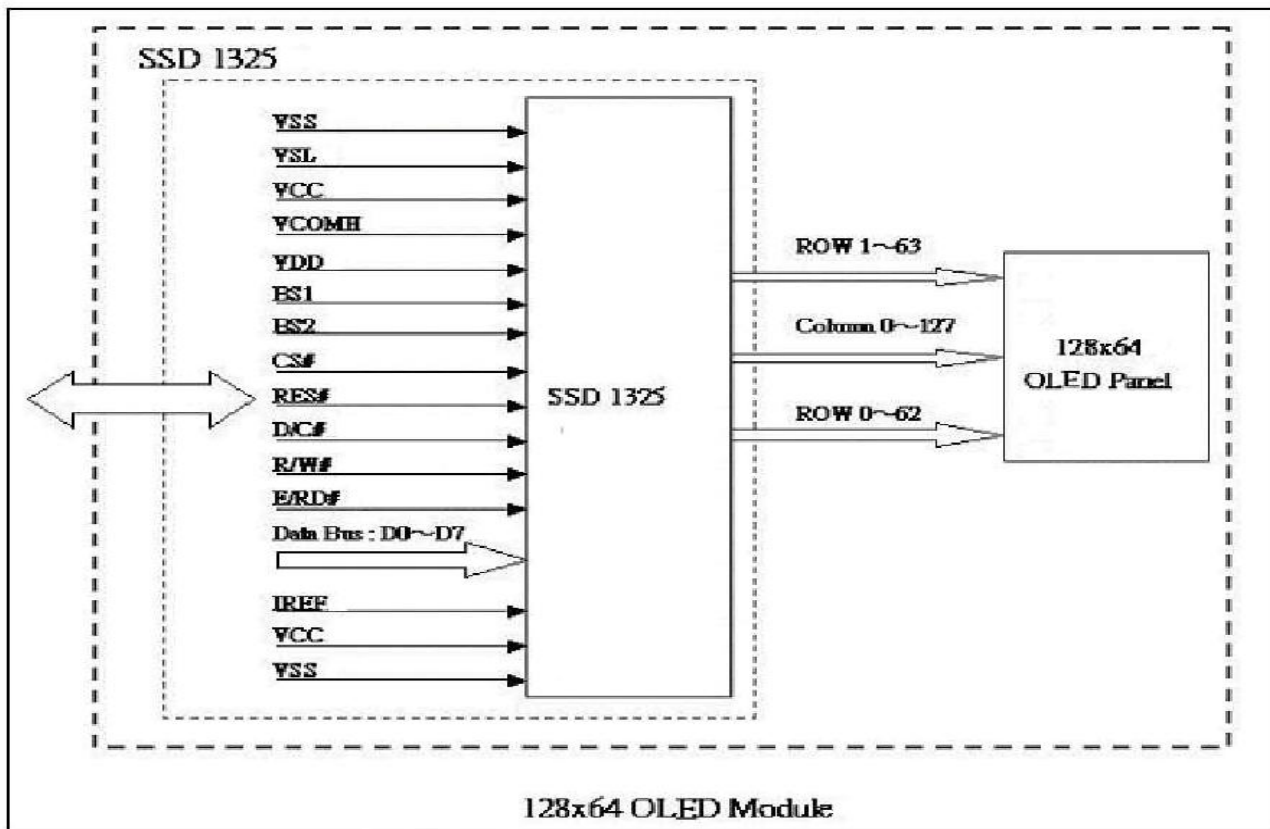 SSD 1325
VSS
VSL
VCC
VCOMH
VDD
BS1
BS2
CS#
RES#
D/C#
R/W#
E/RD#
Data Bus : D0~D7
IREF
VCC
VSS
SSD 1325
ROW 1~63
Column 0~127
ROW 0~62
128x64
OLED Panel
128x64 OLED Module